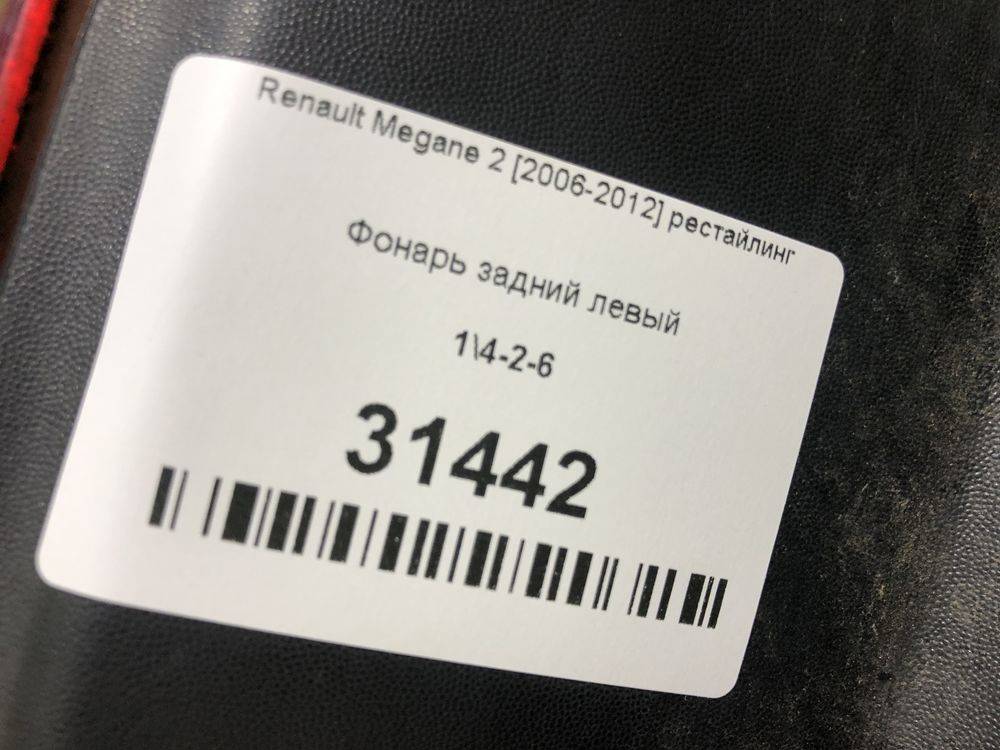 Renault Megane 2 [2006-2012] рестайлинг
Фонарь задний левый
1\4-2-6
31442